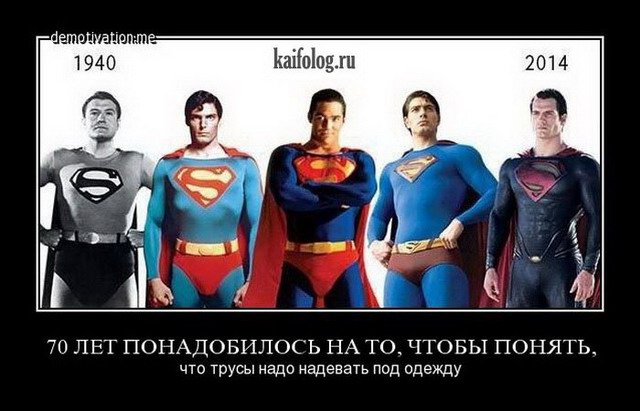 demotivation.me
kaifolog.ru
1940
2014
S
S
S
S
S
70 ЛЕТ ПОНАДОБИЛОСЬ НА ТО, ЧТОБЫ ПОНЯТЬ,
что трусы надо надевать под одежду